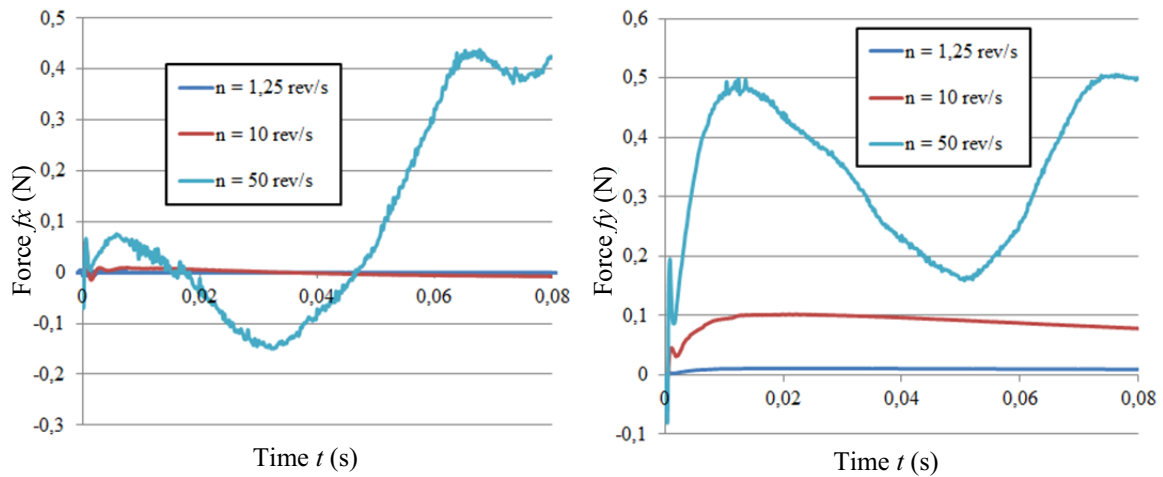 Force fx (N)
0,5
0,4
0,3
0,2
0,1
0
-0,1
-0,2
-0,3
n = 1,25 rev/s
n = 10 rev/s
n = 50 rev/s
0 0,02 0,04 0,06 0,08
Time t (s)
Force fy (N)
0,6
0,5
0,4
0,3
0,2
0,1
0
-0,1
n = 1,25 rev/s
n = 10 rev/s
n = 50 rev/s
0 0,02 0,04 0,06 0,08
Time t (s)